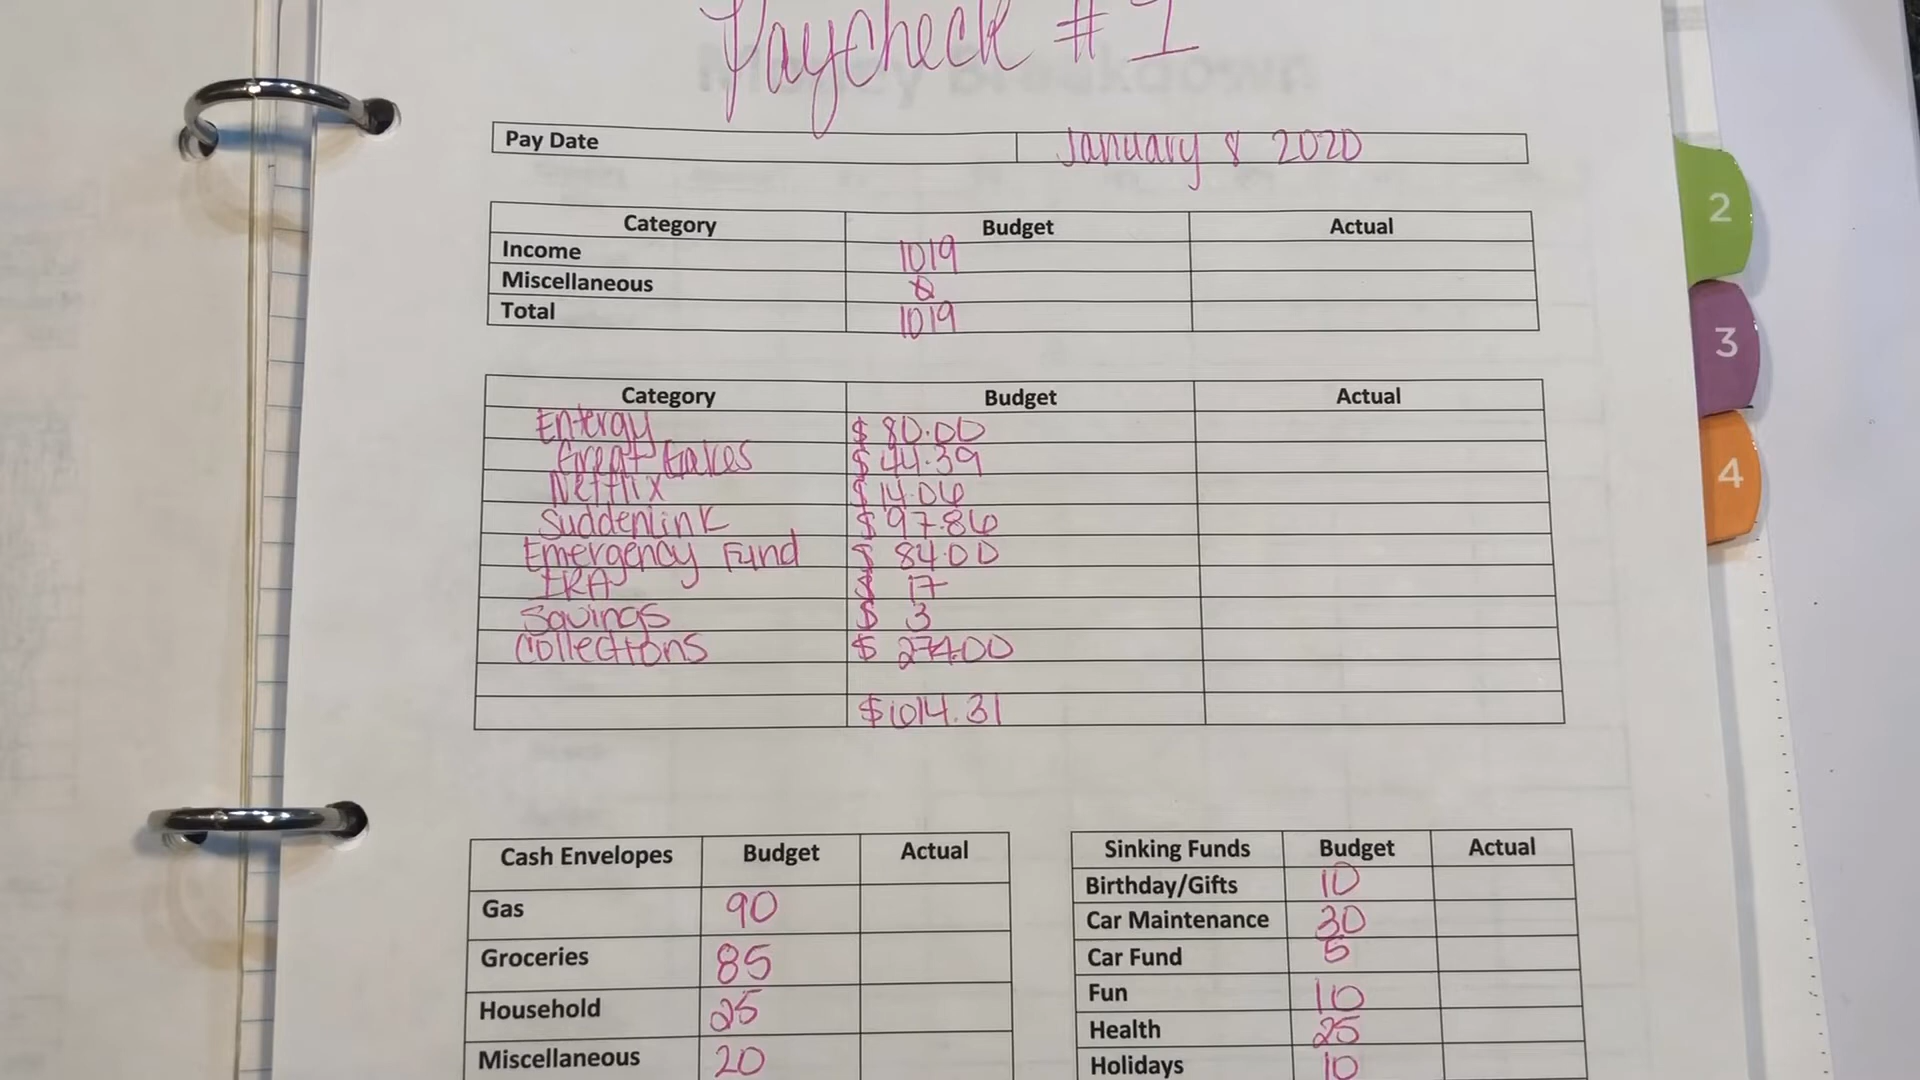 Paycheck #1
Pay Date January 8 2020
Category Budget Actual
Income 1019
Miscellaneous 0
Total 1019
Category Budget Actual
Entergy $80.00
Great Lakes $44.39
Netflix $14.06
Suddenlink $97.86
Emergency Fund $84.00
IRA $17
Savings $3
Collections $274.00
$1014.31
Cash Envelopes Budget Actual
Gas 90
Groceries 85
Household 25
Miscellaneous 20
Sinking Funds Budget Actual
Birthday/Gifts 10
Car Maintenance 30
Car Fund 5
Fun 10
Health 25
Holidays 10
2
3
4